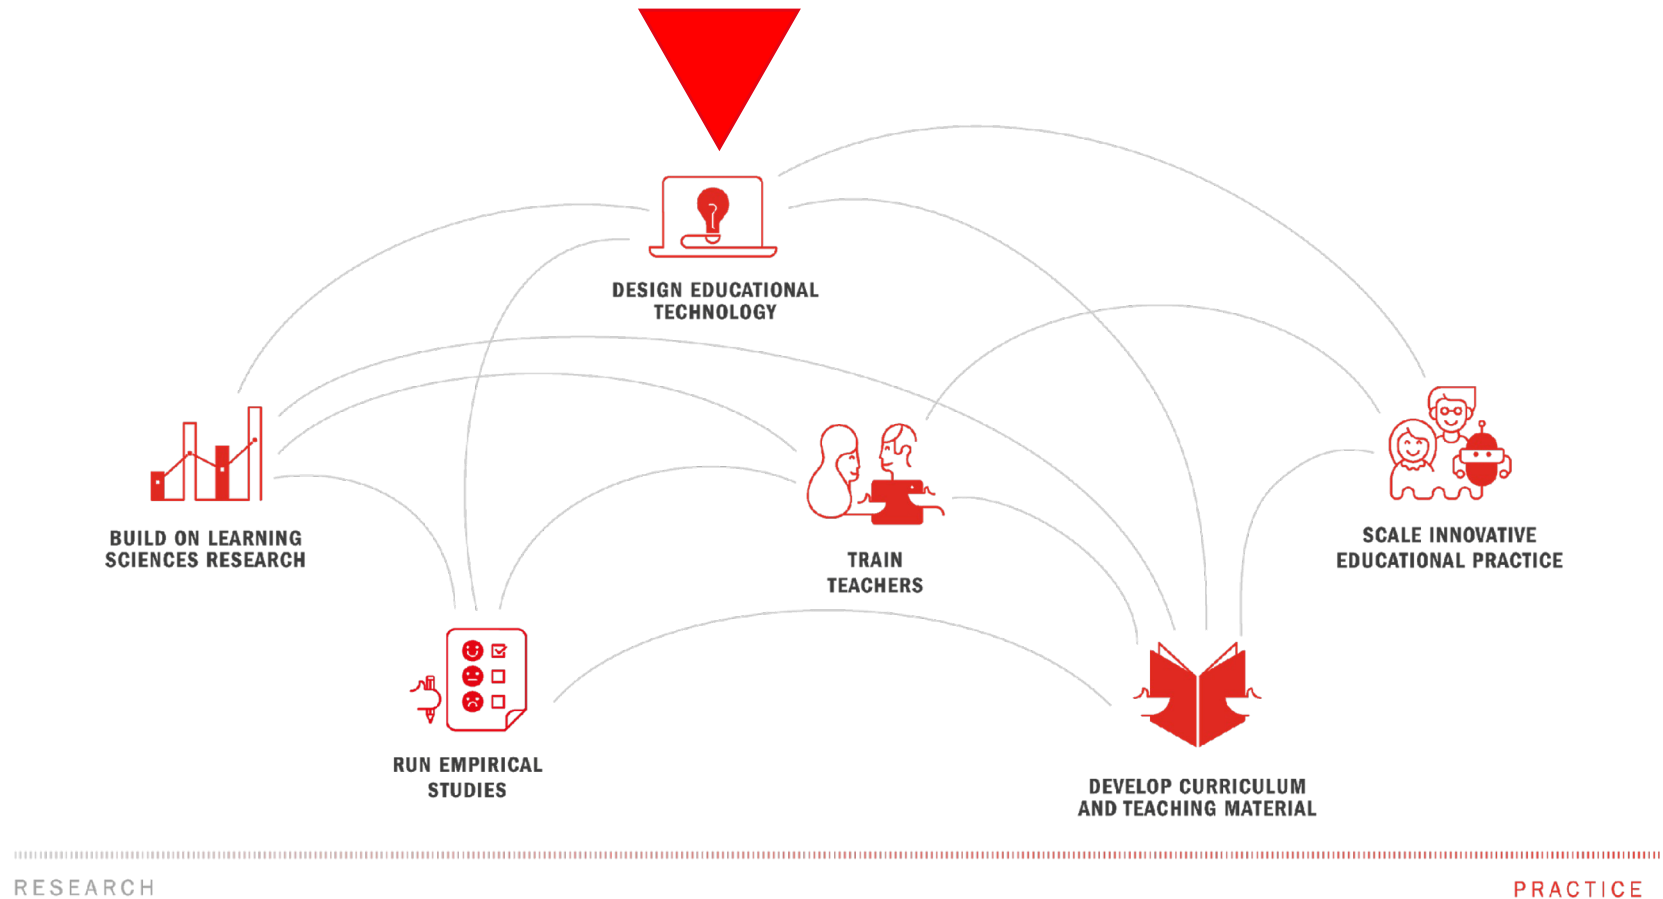 DESIGN EDUCATIONAL
TECHNOLOGY
BUILD ON LEARNING
SCIENCES RESEARCH
TRAIN
TEACHERS
SCALE INNOVATIVE
EDUCATIONAL PRACTICE
RUN EMPIRICAL
STUDIES
DEVELOP CURRICULUM
AND TEACHING MATERIAL
RESEARCH
PRACTICE